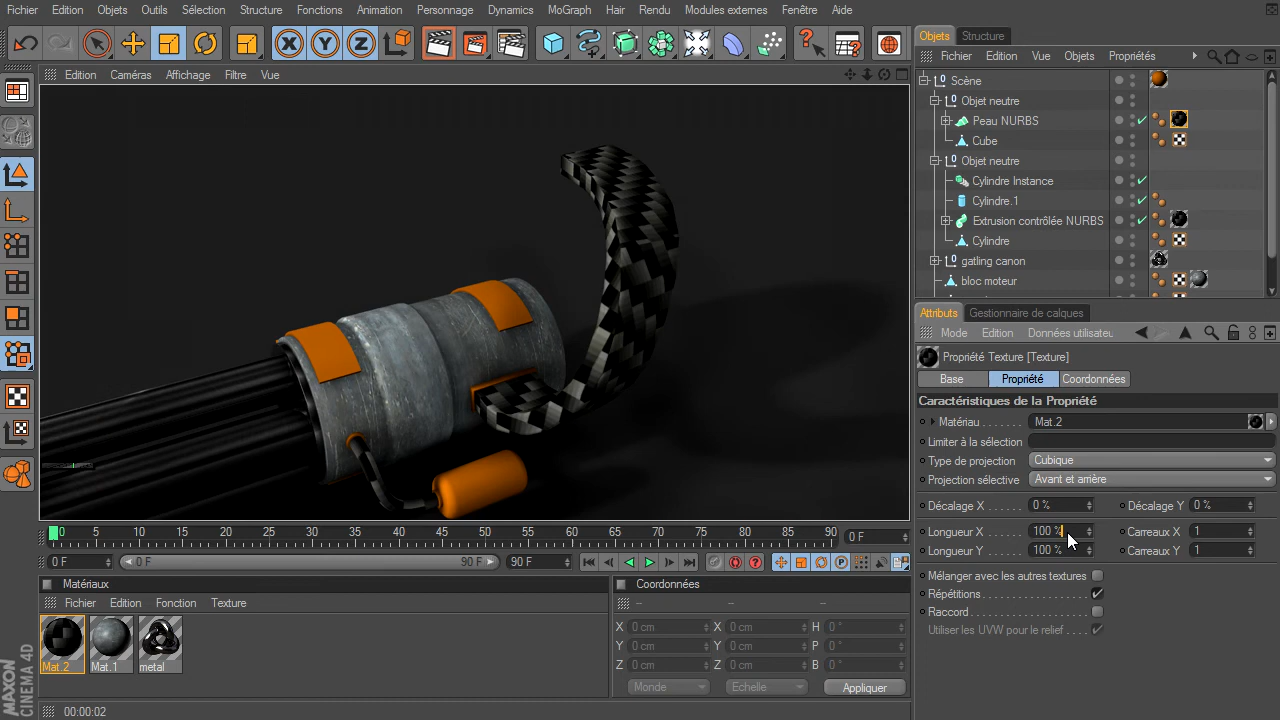 Fichier Edition Objets Outils Sélection Structure Fonctions Animation Personnage Dynamics MoGraph Hair Rendu Modules externes Fenêtre Aide
X Y Z
Objets Structure
Fichier Edition Vue Objets Propriétés
Edition Caméras Affichage Filtre Vue
Scène
Objet neutre
Peau NURBS
Cube
Objet neutre
Cylindre Instance
Cylindre.1
Extrusion contrôlée NURBS
Cylindre
gatling canon
bloc moteur
Attributs Gestionnaire de calques
Mode Edition Données utilisateu
Propriété Texture [Texture]
Base Propriété Coordonnées
Caractéristiques de la Propriété
Matériau . . . . . . . Mat.2
Limiter à la sélection
Type de projection Cubique
Projection sélective Avant et arrière
Décalage X . . . . . 0 % Décalage Y 0 %
Longueur X . . . . . 100 % Carreaux X 1
Longueur Y . . . . . 100 % Carreaux Y 1
Mélanger avec les autres textures
Répétitions
Raccord
Utiliser les UVW pour le relief
0 5 10 15 20 25 30 35 40 45 50 55 60 65 70 75 80 85 90 0 F
0 F 0 F 90 F 90 F
P
Matériaux
Fichier Edition Fonction Texture
Mat.2 Mat.1 metal
Coordonnées
-- -- --
X 0 cm X 0 cm H 0 °
Y 0 cm Y 0 cm P 0 °
Z 0 cm Z 0 cm B 0 °
Monde Echelle Appliquer
MAXON
CINEMA 4D
00:00:02